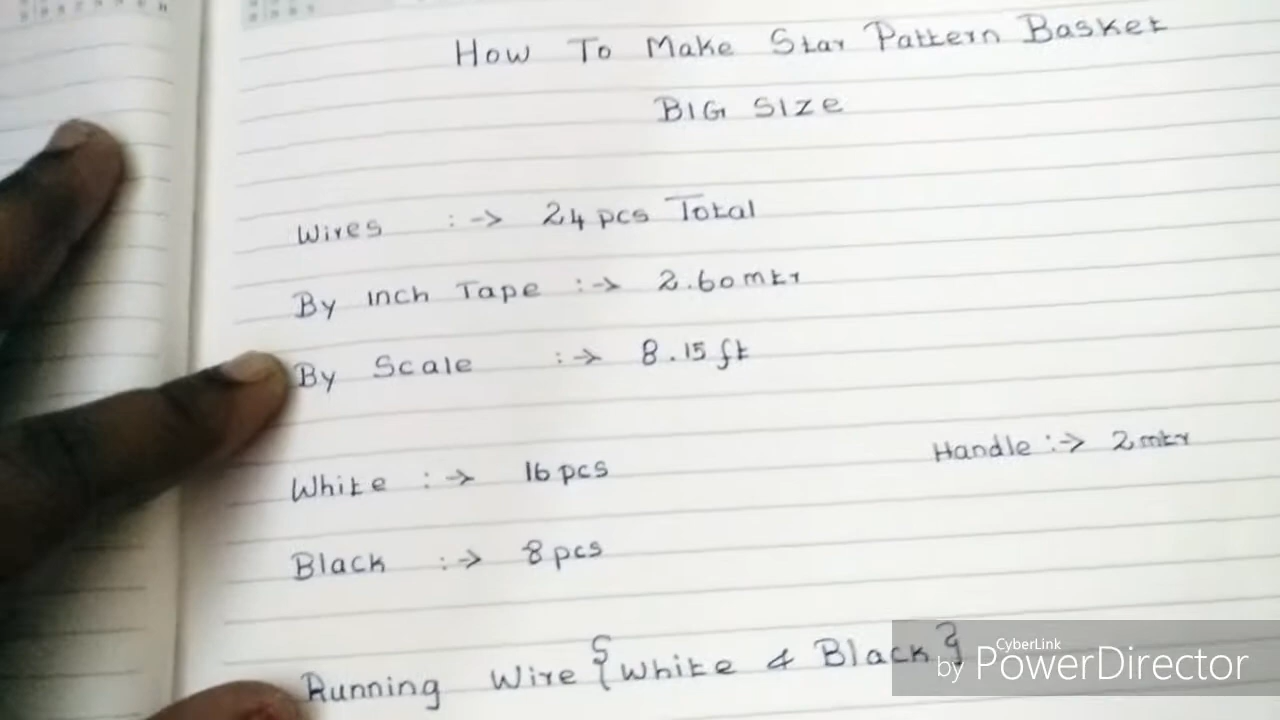 How To Make Star Pattern Basket
BIG SIZE
Wires :-> 24 pcs Total
By Inch Tape :-> 2.60 mtr
By Scale :-> 8.15 ft
White :-> 16 pcs
Handle :-> 2 mtr
Black :-> 8 pcs
Running Wire {White & Black}
CyberLink
by PowerDirector